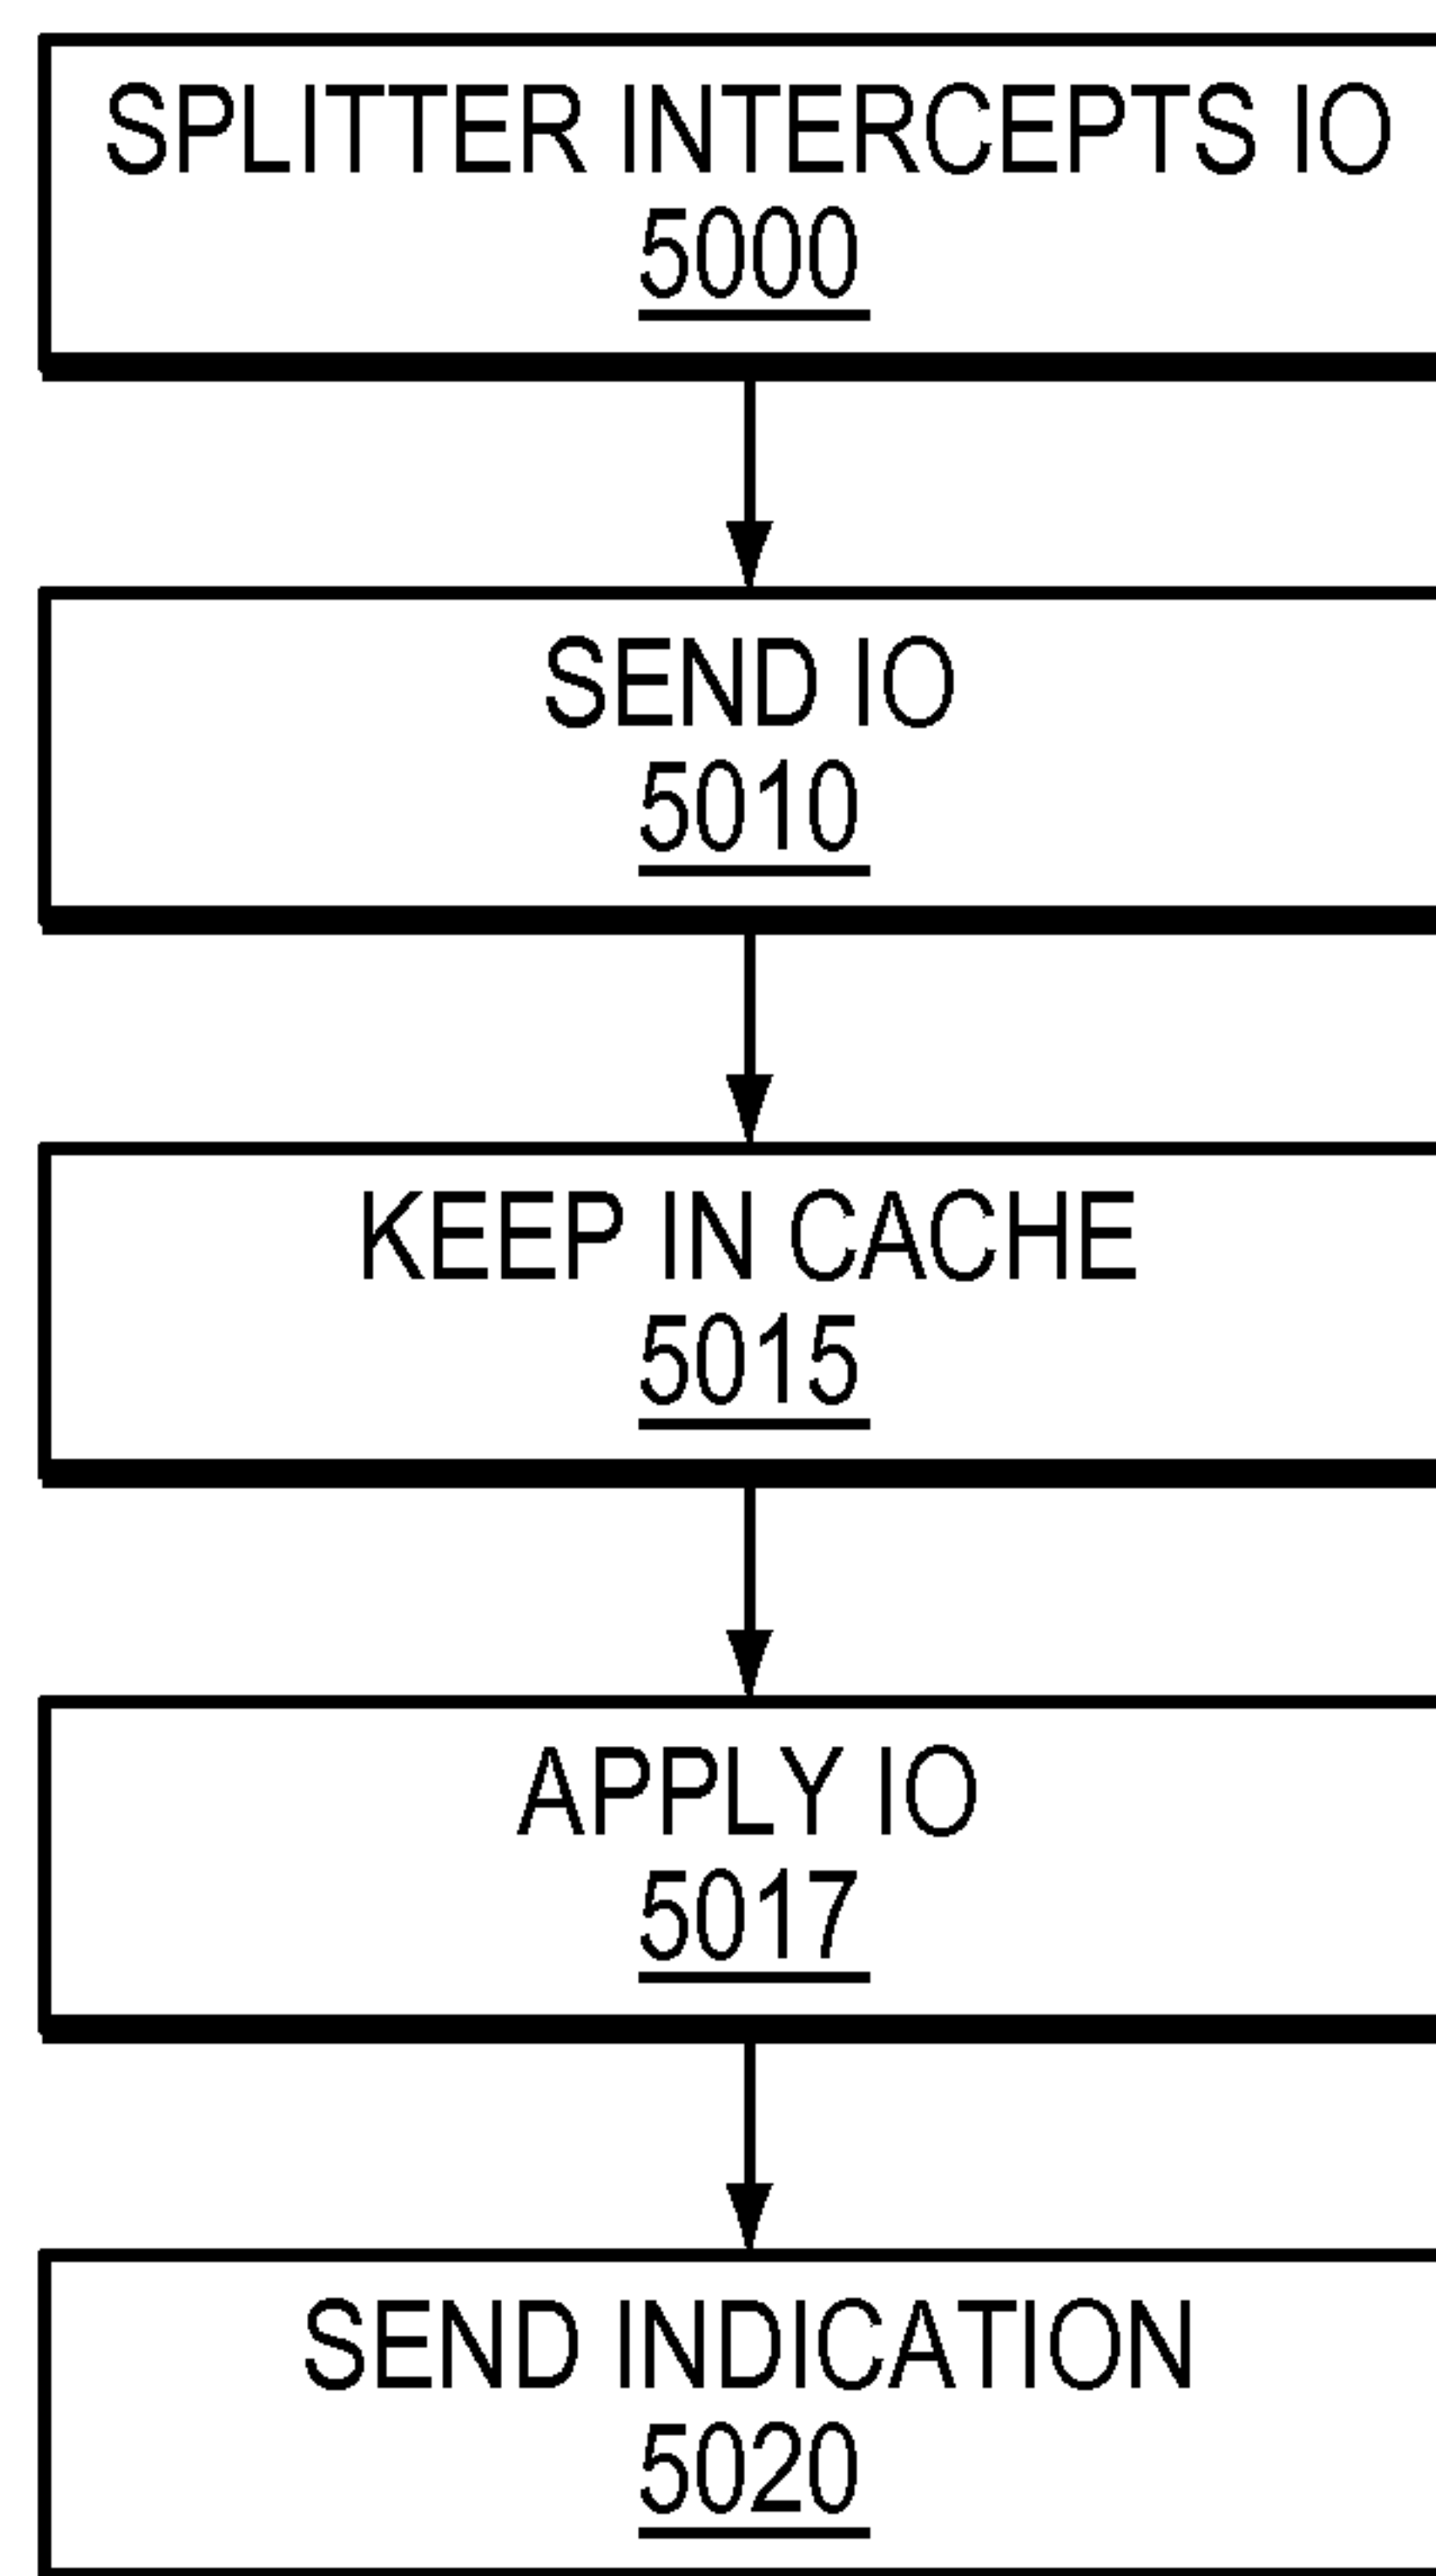 SPLITTER INTERCEPTS IO
5000
SEND IO
5010
KEEP IN CACHE
5015
APPLY IO
5017
SEND INDICATION
5020